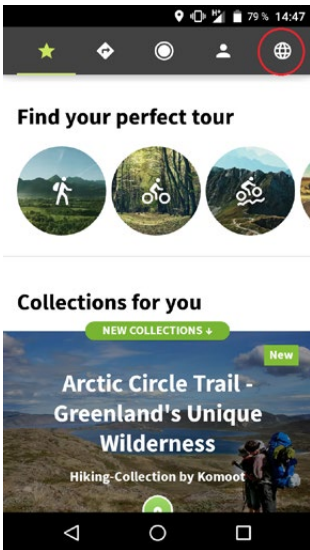 79 % 14:47
Find your perfect tour
Collections for you
NEW COLLECTIONS ↓
New
Arctic Circle Trail -
Greenland's Unique
Wilderness
Hiking-Collection by Komoot